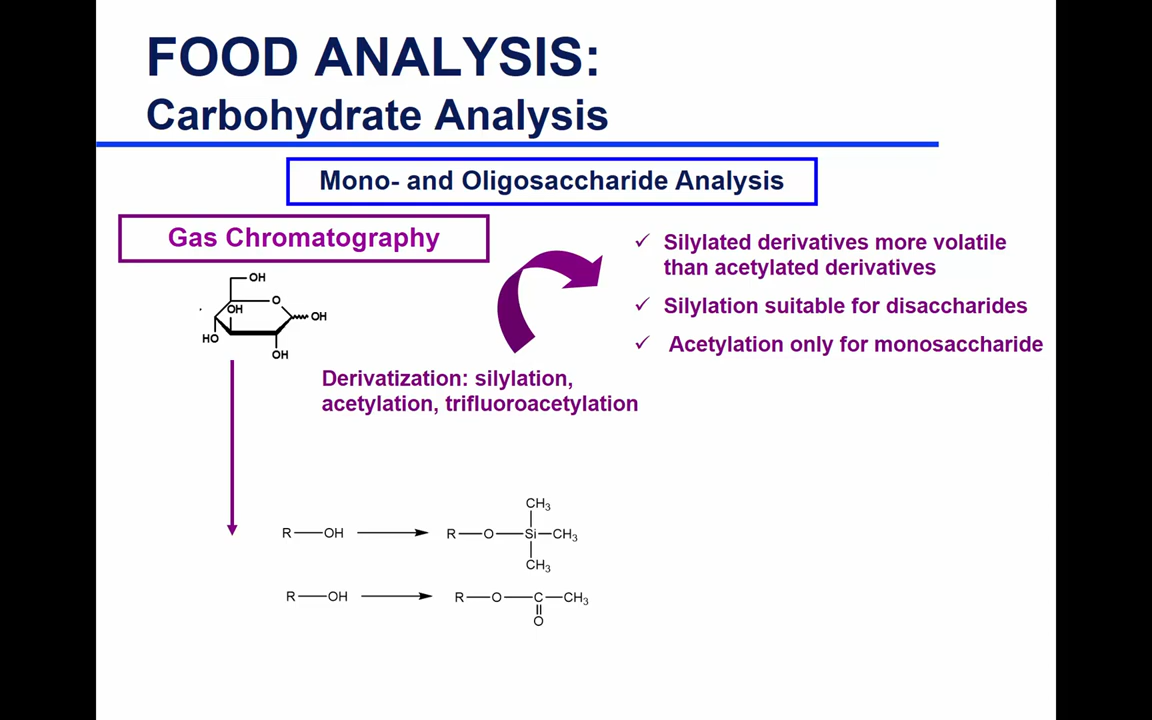 FOOD ANALYSIS:
Carbohydrate Analysis
Mono- and Oligosaccharide Analysis
Gas Chromatography
OH
O
OH
OH
HO
OH
✓ Silylated derivatives more volatile
than acetylated derivatives
✓ Silylation suitable for disaccharides
✓ Acetylation only for monosaccharide
Derivatization: silylation,
acetylation, trifluoroacetylation
CH3
R—OH R—O—Si—CH3
CH3
R—OH R—O—C—CH3
O